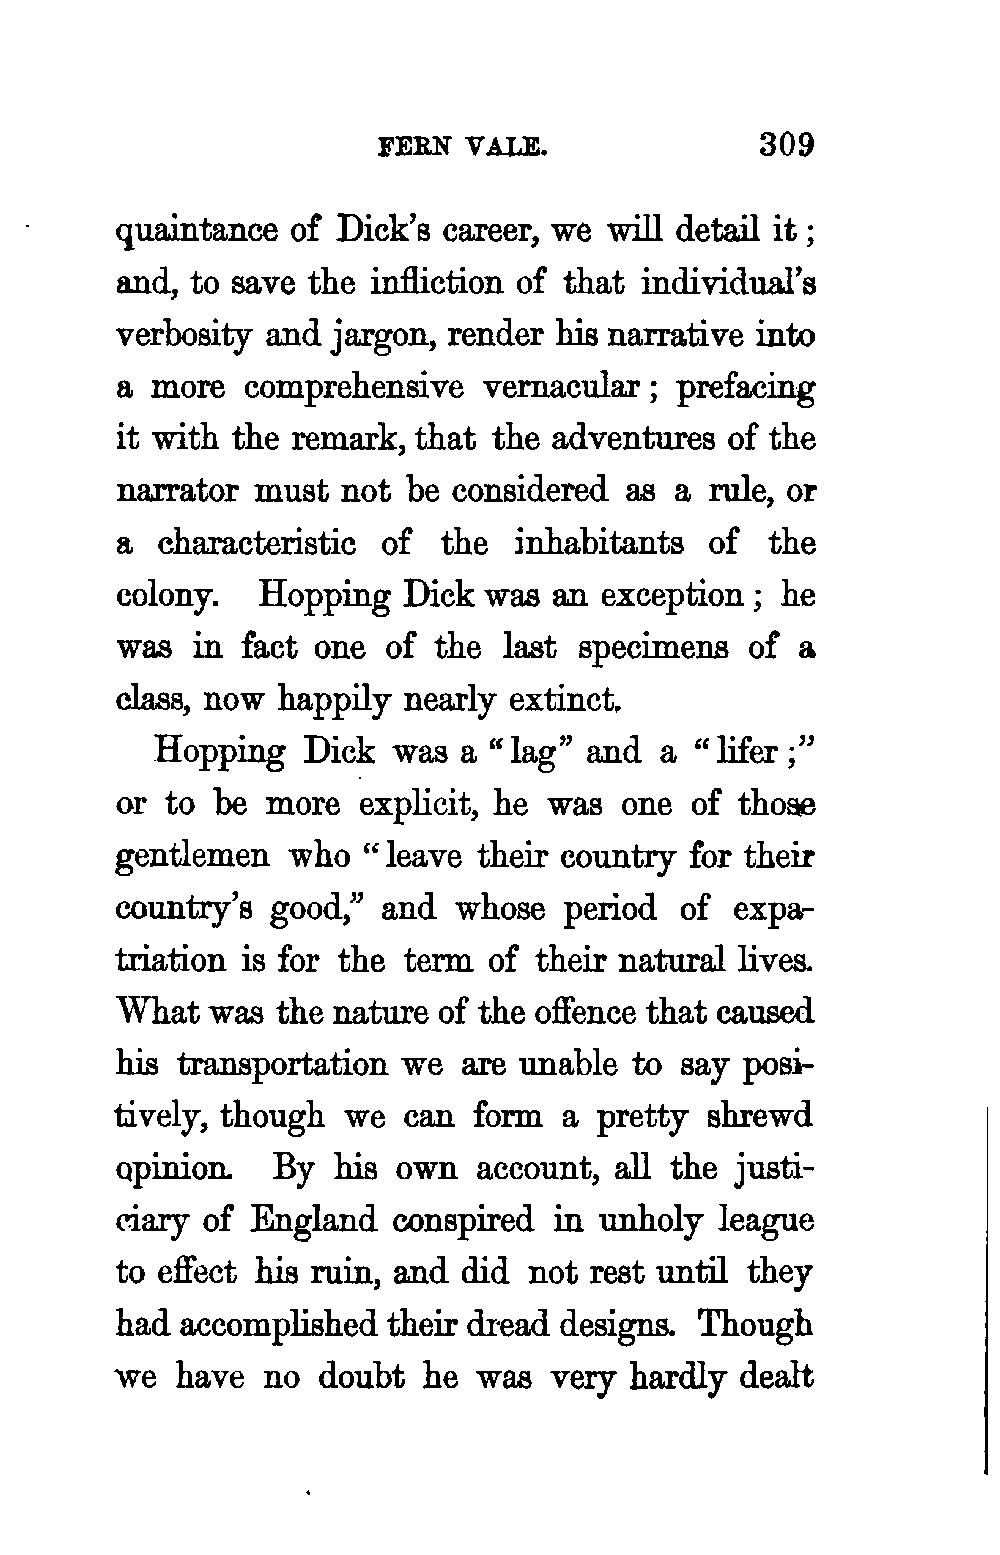 FERN VALE. 309
quaintance of Dick's career, we will detail it;
and, to save the infliction of that individual's
verbosity and jargon, render his narrative into
a more comprehensive vernacular; prefacing
it with the remark, that the adventures of the
narrator must not be considered as a rule, or
a characteristic of the inhabitants of the
colony. Hopping Dick was an exception; he
was in fact one of the last specimens of a
class, now happily nearly extinct.
Hopping Dick was a "lag" and a "lifer;"
or to be more explicit, he was one of those
gentlemen who "leave their country for their
country's good," and whose period of expa-
triation is for the term of their natural lives.
What was the nature of the offence that caused
his transportation we are unable to say posi-
tively, though we can form a pretty shrewd
opinion. By his own account, all the justi-
ciary of England conspired in unholy league
to effect his ruin, and did not rest until they
had accomplished their dread designs. Though
we have no doubt he was very hardly dealt